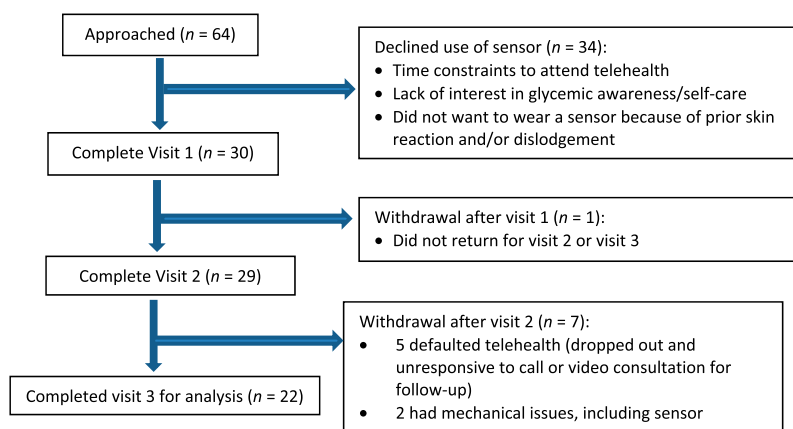 Approached (n = 64)
Declined use of sensor (n = 34):
• Time constraints to attend telehealth
• Lack of interest in glycemic awareness/self-care
• Did not want to wear a sensor because of prior skin
reaction and/or dislodgement
Complete Visit 1 (n = 30)
Withdrawal after visit 1 (n = 1):
• Did not return for visit 2 or visit 3
Complete Visit 2 (n = 29)
Withdrawal after visit 2 (n = 7):
• 5 defaulted telehealth (dropped out and
unresponsive to call or video consultation for
follow-up)
• 2 had mechanical issues, including sensor
Completed visit 3 for analysis (n = 22)